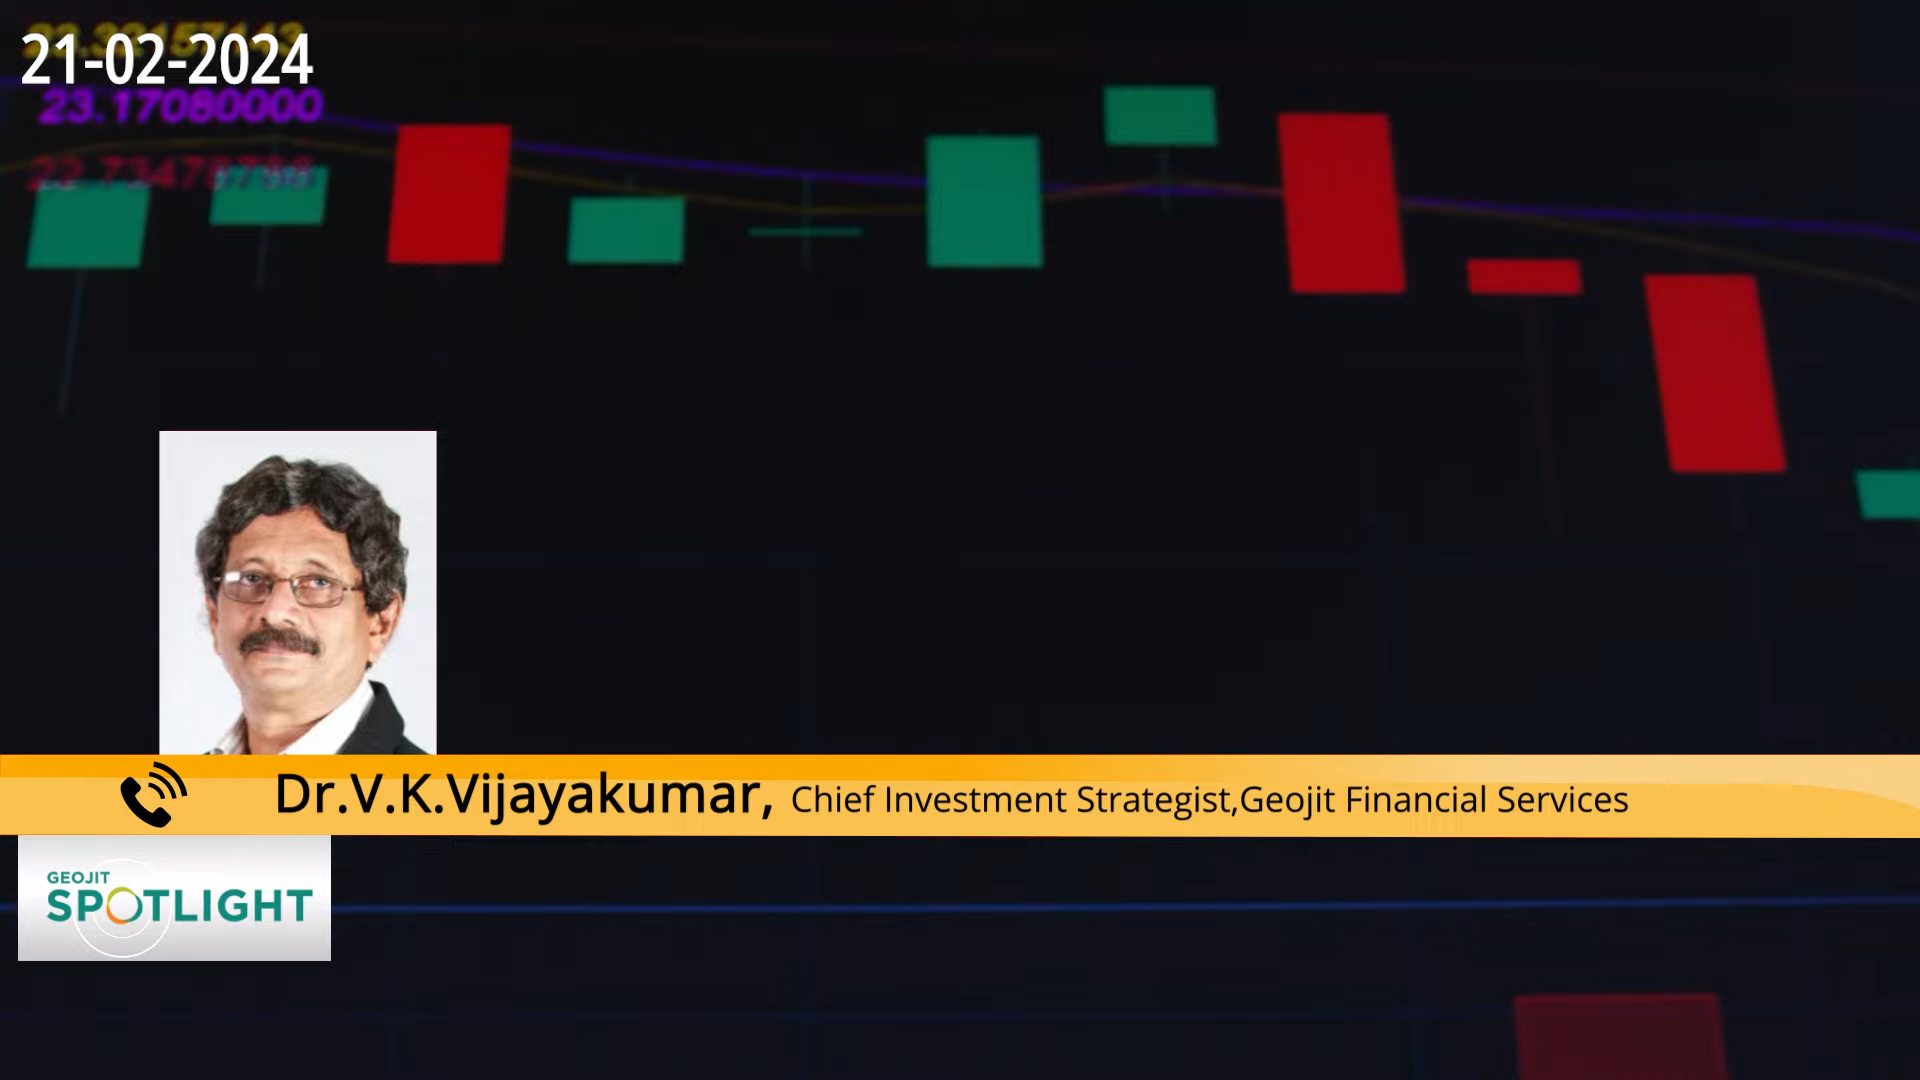 21-02-2024
23.17080000
Dr.V.K.Vijayakumar, Chief Investment Strategist,Geojit Financial Services
GEOJIT
SPOTLIGHT